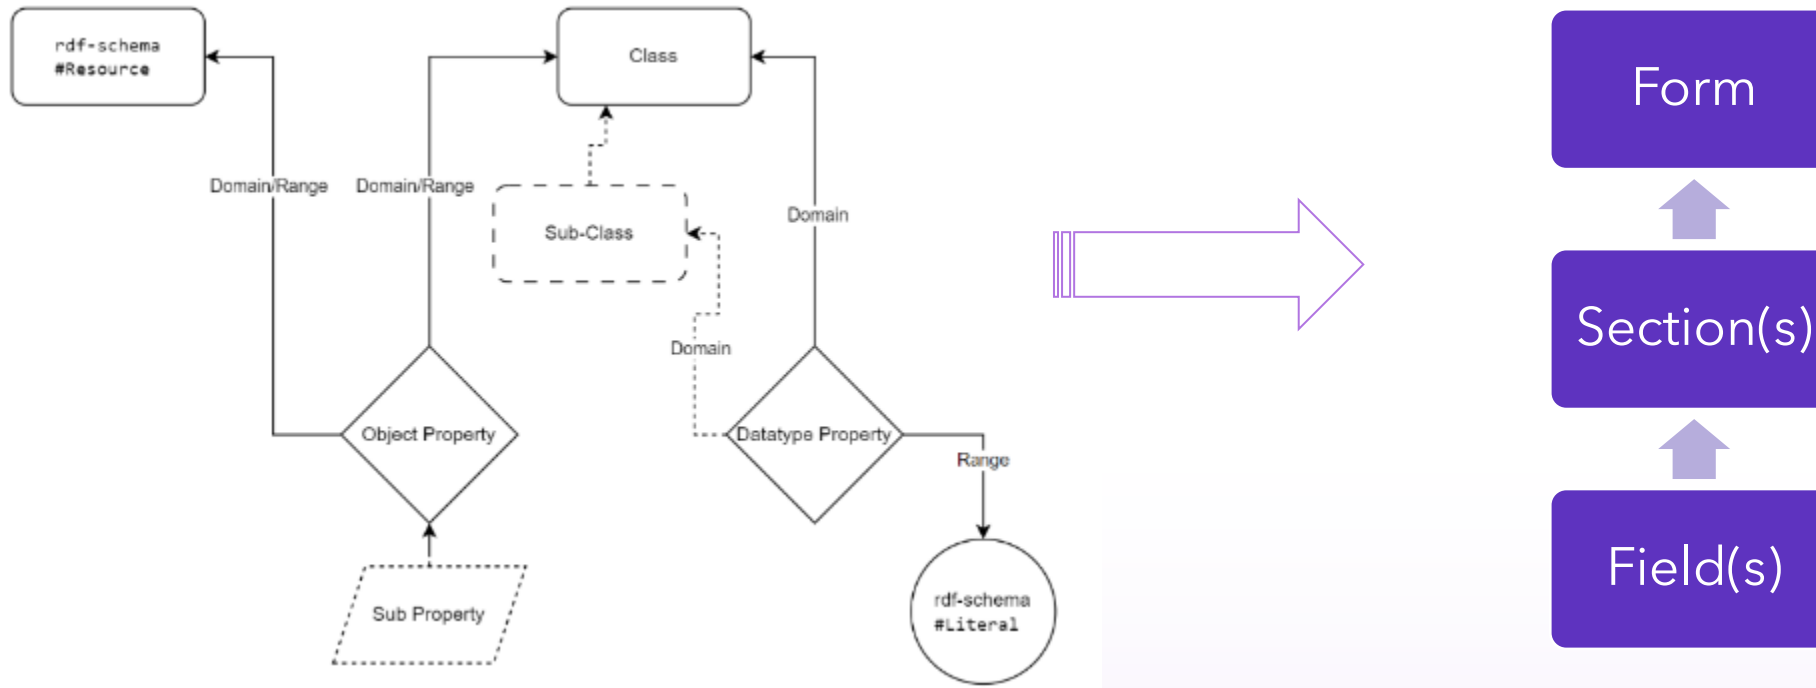 rdf-schema
#Resource
Class
Form
Domain/Range
Domain/Range
Domain
Sub-Class
Domain
Section(s)
Object Property
Datatype Property
Range
Field(s)
Sub Property
rdf-schema
#Literal